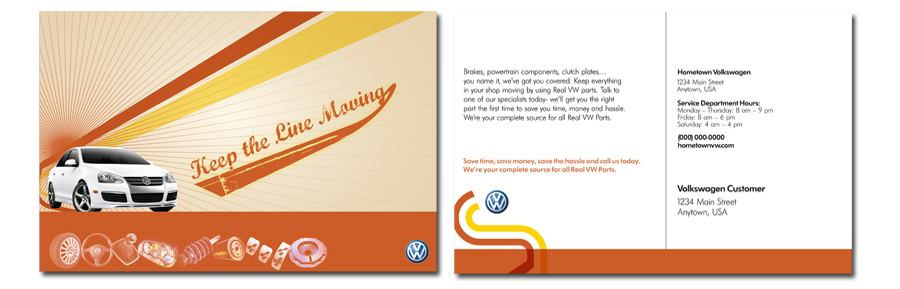 Keep the Line Moving
Brakes, powertrain components, clutch plates...
you name it, we've got you covered. Keep everything
in your shop moving by using Real VW parts. Talk to
one of our specialists today- we'll get you the right
part the first time to save you time, money and hassle.
We're your complete source for all Real VW Parts.
Save time, save money, save the hassle and call us today.
We're your complete source for all Real VW Parts.
Hometown Volkswagen
1234 Main Street
Anytown, USA
Service Department Hours:
Monday – Thursday: 8 am – 9 pm
Friday: 8 am – 6 pm
Saturday: 4 am – 4 pm
(000) 000-0000
hometownvw.com
Volkswagen Customer
1234 Main Street
Anytown, USA